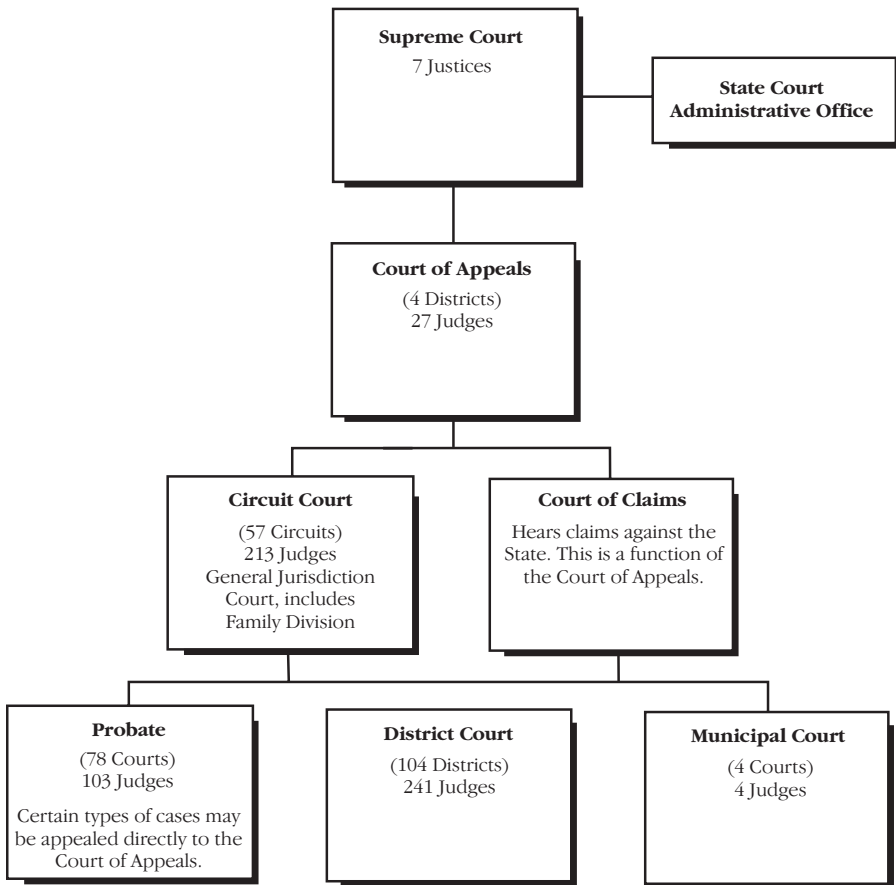 Supreme Court
7 Justices
State Court
Administrative Office
Court of Appeals
(4 Districts)
27 Judges
Circuit Court
(57 Circuits)
213 Judges
General Jurisdiction
Court, includes
Family Division
Court of Claims
Hears claims against the
State. This is a function of
the Court of Appeals.
Probate
(78 Courts)
103 Judges
Certain types of cases may
be appealed directly to the
Court of Appeals.
District Court
(104 Districts)
241 Judges
Municipal Court
(4 Courts)
4 Judges